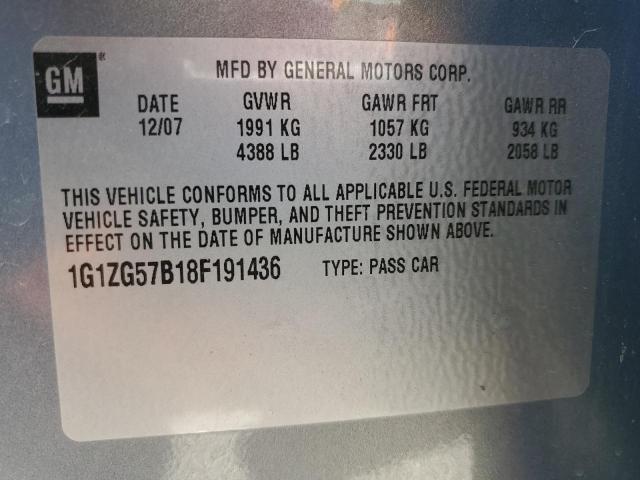 GM ®
MFD BY GENERAL MOTORS CORP.
DATE GVWR GAWR FRT GAWR RR
12/07 1991 KG 1057 KG 934 KG
4388 LB 2330 LB 2058 LB
THIS VEHICLE CONFORMS TO ALL APPLICABLE U.S. FEDERAL MOTOR
VEHICLE SAFETY, BUMPER, AND THEFT PREVENTION STANDARDS IN
EFFECT ON THE DATE OF MANUFACTURE SHOWN ABOVE.
1G1ZG57B18F191436 TYPE: PASS CAR